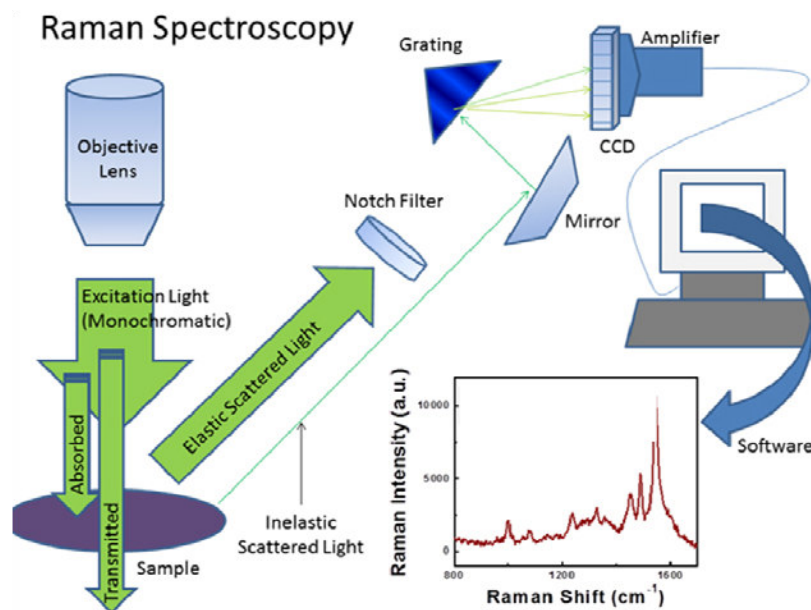 Raman Spectroscopy
Grating
Amplifier
Objective
Lens
CCD
Notch Filter
Mirror
Excitation Light
(Monochromatic)
Elastic Scattered Light
Absorbed
Transmitted
Sample
Inelastic
Scattered Light
Software
Raman Intensity (a.u.)
10000
5000
0
800
1200
1600
Raman Shift (cm⁻¹)